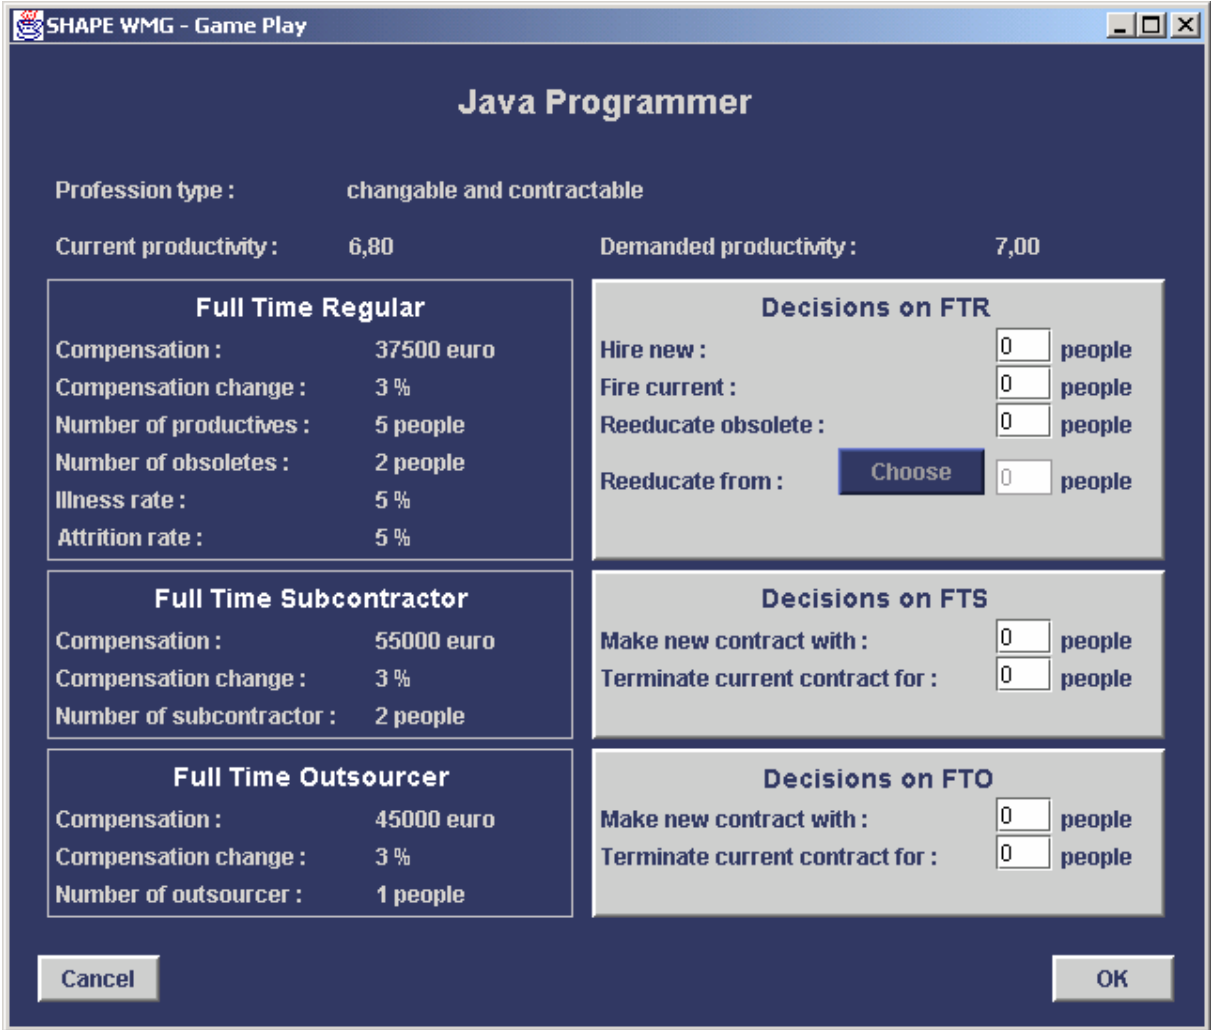 SHAPE WMG - Game Play
Java Programmer
Profession type : changable and contractable
Current productivity : 6,80 Demanded productivity : 7,00
Full Time Regular
Compensation : 37500 euro
Compensation change : 3 %
Number of productives : 5 people
Number of obsoletes : 2 people
Illness rate : 5 %
Attrition rate : 5 %
Decisions on FTR
Hire new : 0 people
Fire current : 0 people
Reeducate obsolete : 0 people
Reeducate from : Choose 0 people
Full Time Subcontractor
Compensation : 55000 euro
Compensation change : 3 %
Number of subcontractor : 2 people
Decisions on FTS
Make new contract with : 0 people
Terminate current contract for : 0 people
Full Time Outsourcer
Compensation : 45000 euro
Compensation change : 3 %
Number of outsourcer : 1 people
Decisions on FTO
Make new contract with : 0 people
Terminate current contract for : 0 people
Cancel OK